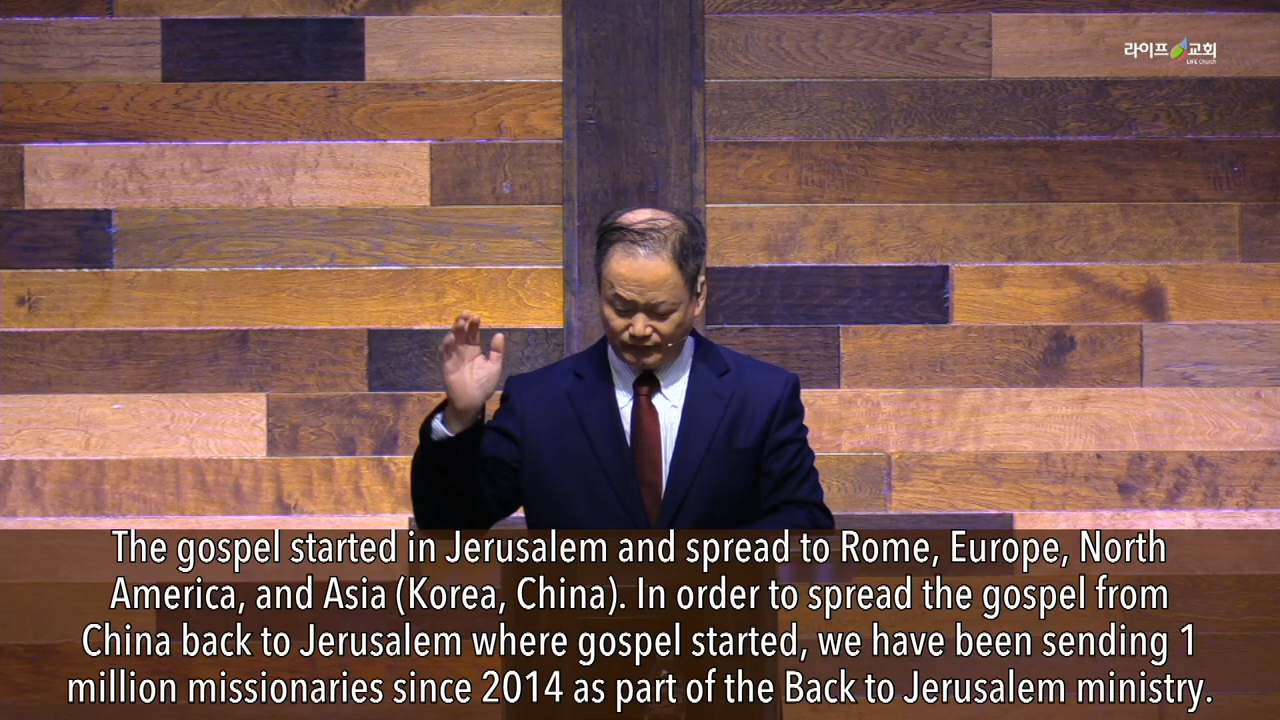 라이프 교회
LIFE Church
The gospel started in Jerusalem and spread to Rome, Europe, North
America, and Asia (Korea, China). In order to spread the gospel from
China back to Jerusalem where gospel started, we have been sending 1
million missionaries since 2014 as part of the Back to Jerusalem ministry.